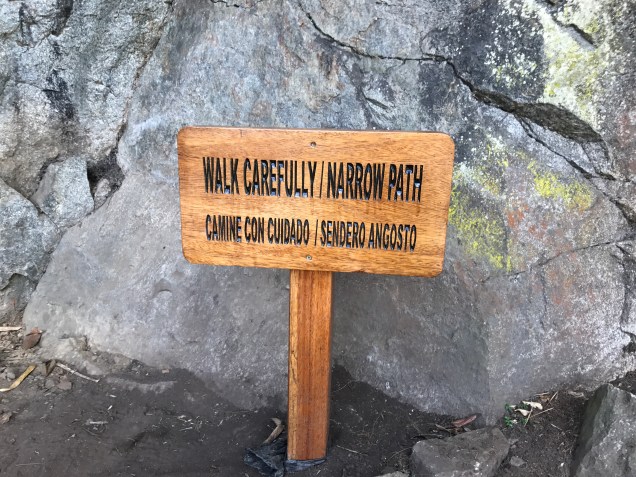 WALK CAREFULLY / NARROW PATH
CAMINE CON CUIDADO / SENDERO ANGOSTO